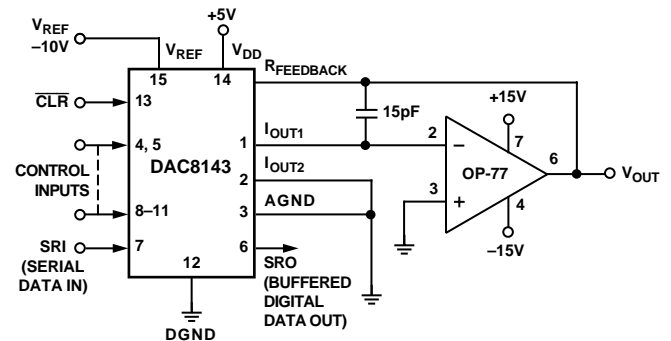 VREF
–10V
+5V
VREF
VDD
15
14
RFEEDBACK
CLR
13
15pF
+15V
4, 5
1
IOUT1
2
–
7
6
CONTROL
INPUTS
DAC8143
OP-77
VOUT
IOUT2
2
8–11
AGND
3
3
+
4
–15V
SRI
(SERIAL
DATA IN)
7
6
SRO
(BUFFERED
DIGITAL
DATA OUT)
12
DGND